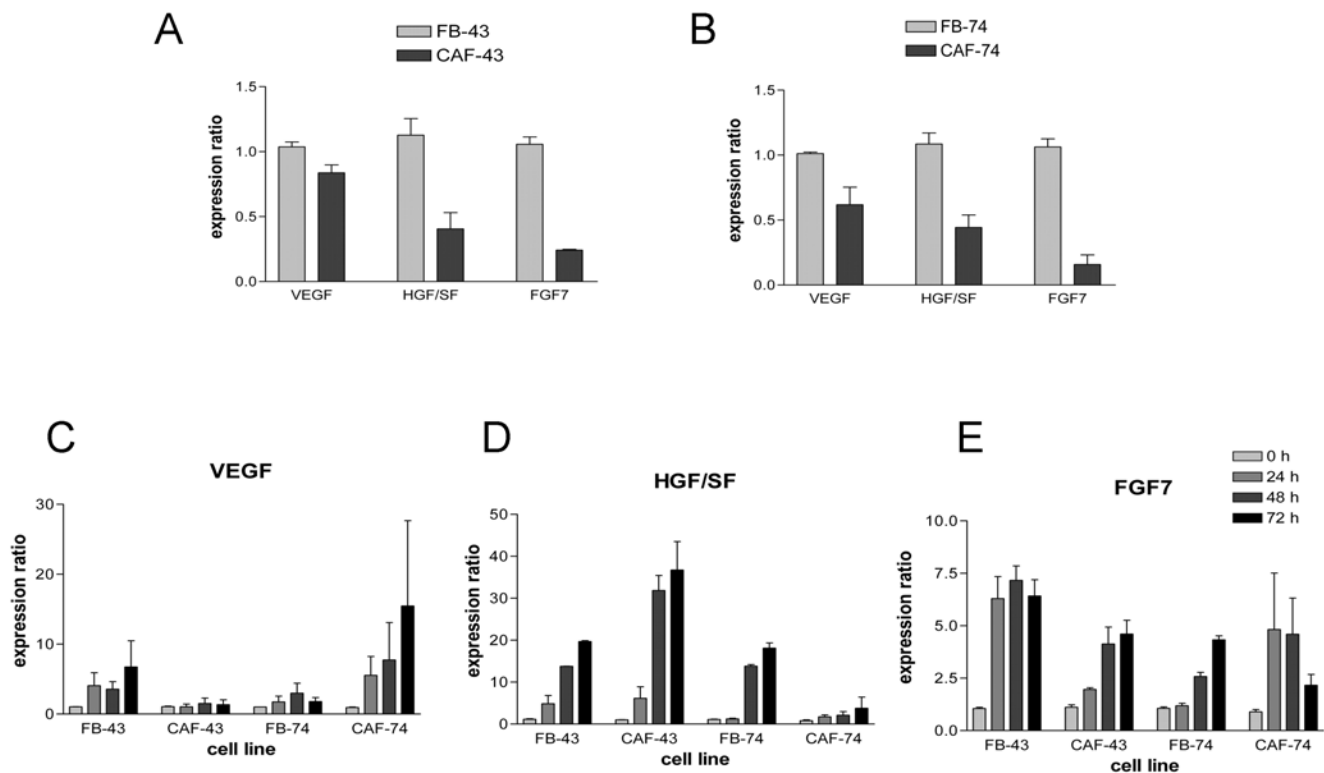 A
FB-43
CAF-43
expression ratio
1.5
1.0
0.5
0.0
VEGF HGF/SF FGF7
B
FB-74
CAF-74
expression ratio
1.5
1.0
0.5
0.0
VEGF HGF/SF FGF7
C
VEGF
expression ratio
30
20
10
0
FB-43 CAF-43 FB-74 CAF-74
cell line
D
HGF/SF
expression ratio
50
40
30
20
10
0
FB-43 CAF-43 FB-74 CAF-74
cell line
E
FGF7
0 h
24 h
48 h
72 h
expression ratio
10.0
7.5
5.0
2.5
0.0
FB-43 CAF-43 FB-74 CAF-74
cell line